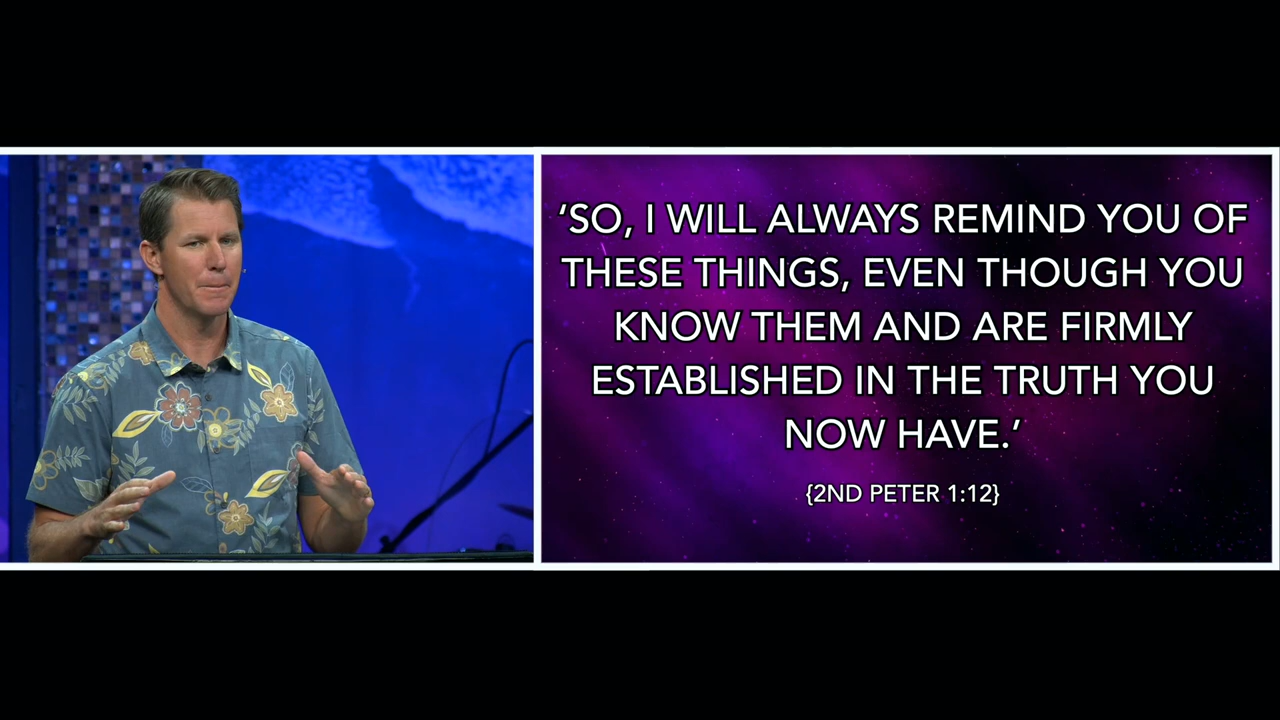 ‘SO, I WILL ALWAYS REMIND YOU OF
THESE THINGS, EVEN THOUGH YOU
KNOW THEM AND ARE FIRMLY
ESTABLISHED IN THE TRUTH YOU
NOW HAVE.’
{2ND PETER 1:12}